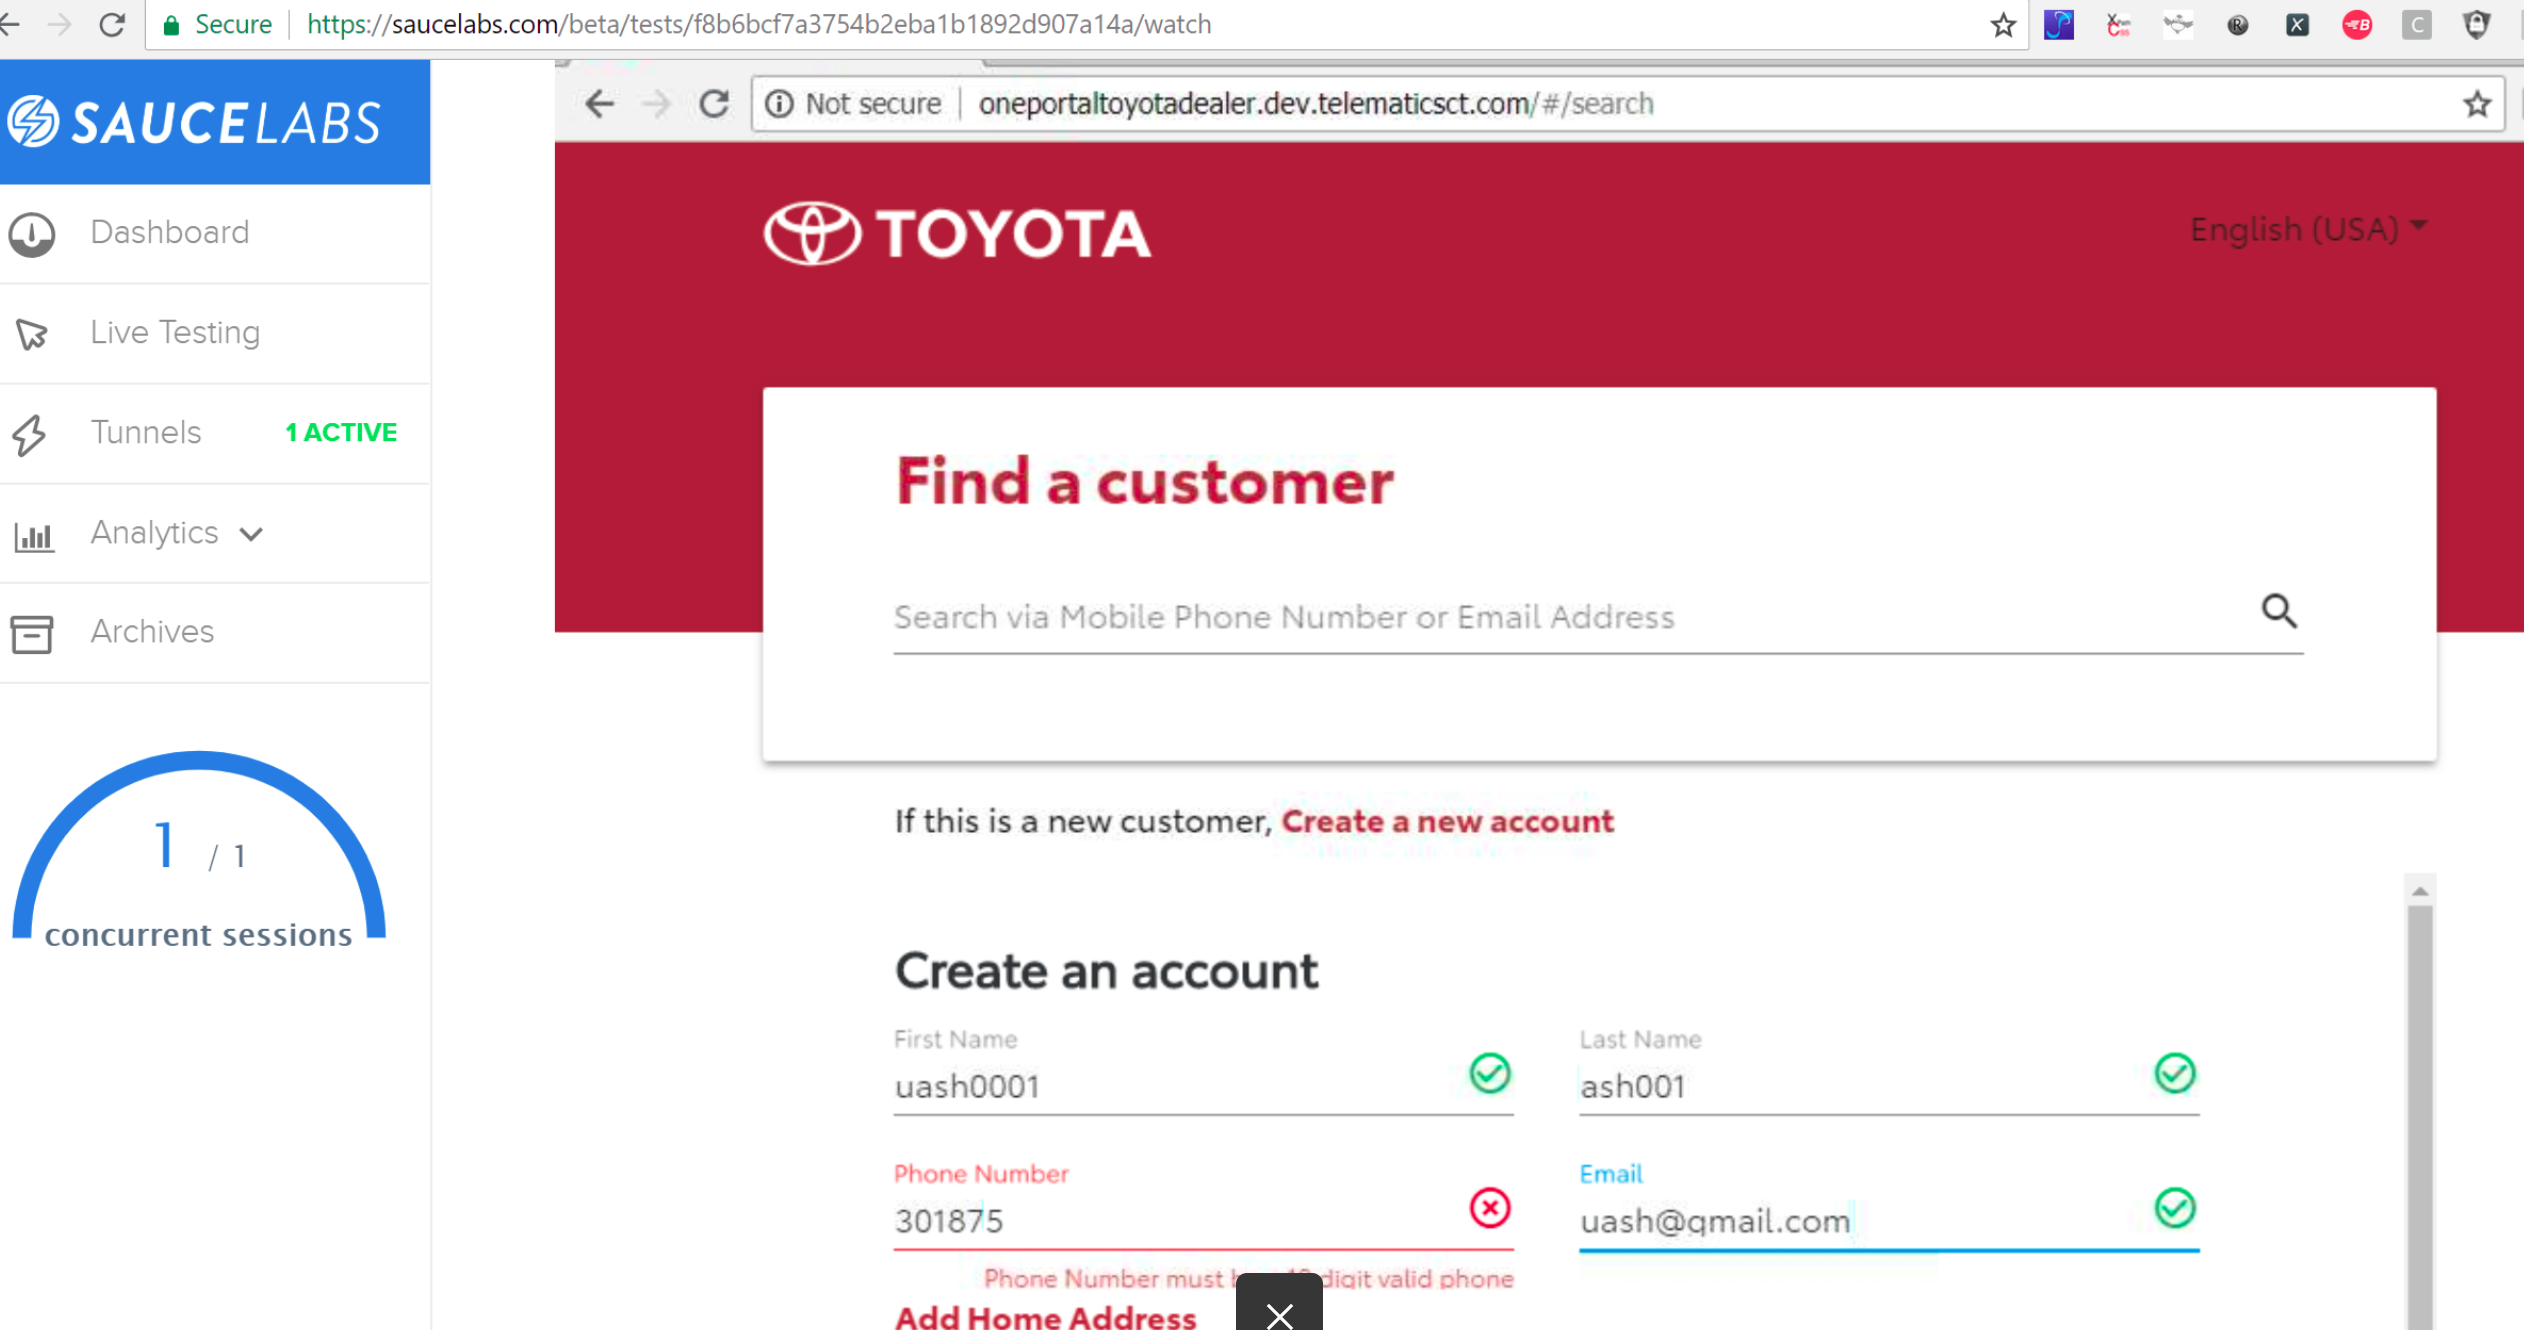 Secure https://saucelabs.com/beta/tests/f8b6bcf7a3754b2eba1b1892d907a14a/watch
SAUCELABS
Dashboard
Live Testing
Tunnels 1 ACTIVE
Analytics
Archives
1 / 1
concurrent sessions
Not secure oneportaltoyotadealer.dev.telematicsct.com/#/search
TOYOTA
English (USA)
Find a customer
Search via Mobile Phone Number or Email Address
If this is a new customer, Create a new account
Create an account
First Name
uash0001
Last Name
ash001
Phone Number
301875
Email
uash@gmail.com
Phone Number must digit valid phone
Add Home Address